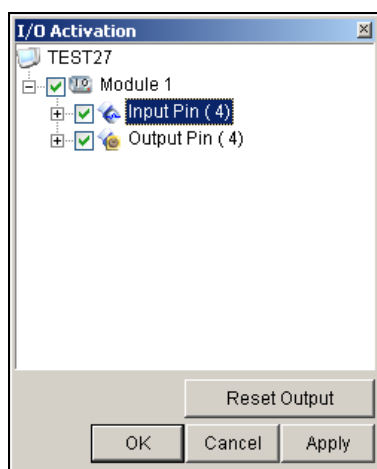 I/O Activation
TEST27
Module 1
Input Pin ( 4)
Output Pin ( 4)
Reset Output
OK Cancel Apply